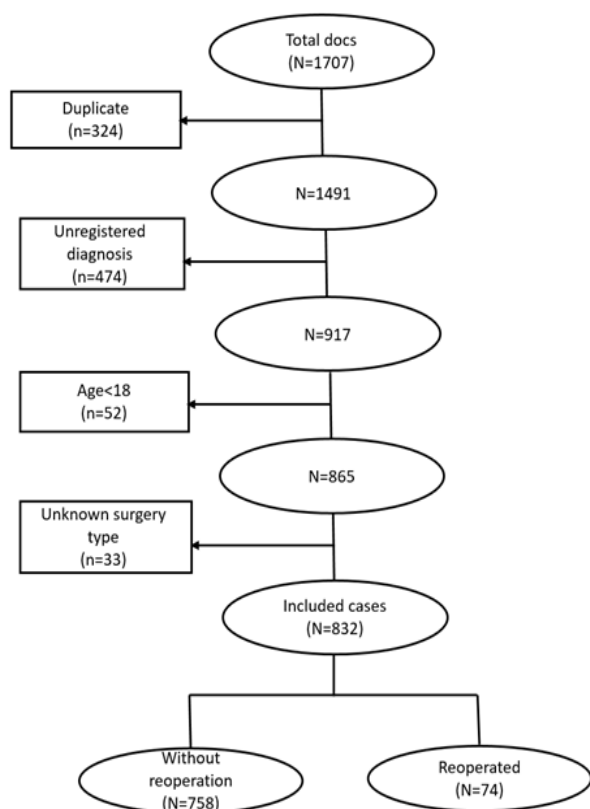 Total docs
(N=1707)
Duplicate
(n=324)
N=1491
Unregistered
diagnosis
(n=474)
N=917
Age<18
(n=52)
N=865
Unknown surgery
type
(n=33)
Included cases
(N=832)
Without
reoperation
(N=758)
Reoperated
(N=74)